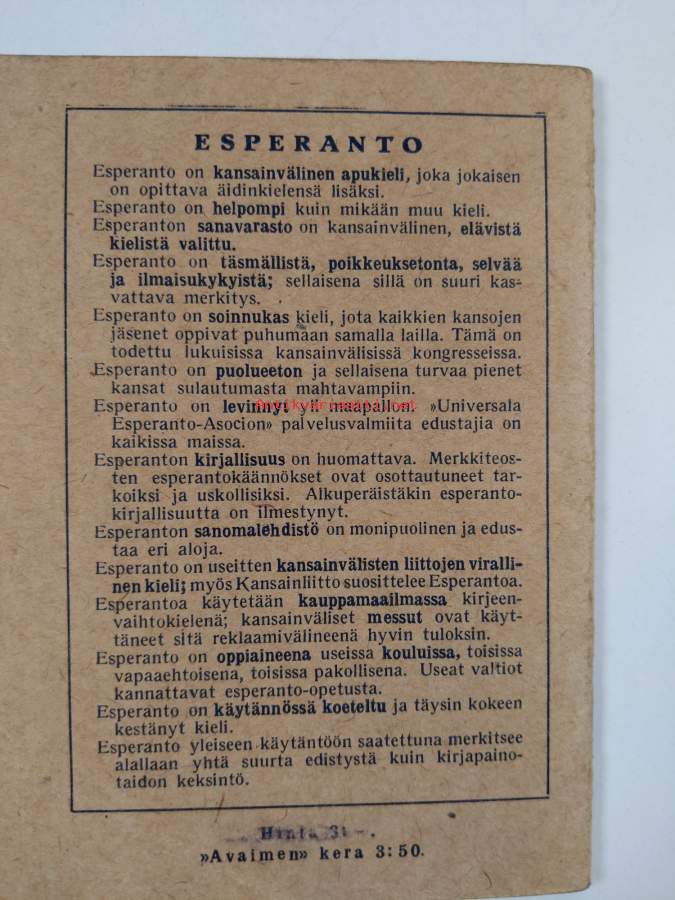 ESPERANTO
Esperanto on kansainvälinen apukieli, joka jokaisen
on opittava äidinkielensä lisäksi.
Esperanto on helpompi kuin mikään muu kieli.
Esperanton sanavarasto on kansainvälinen, elävistä
kielistä valittu.
Esperanto on täsmällistä, poikkeuksetonta, selvää
ja ilmaisukykyistä; sellaisena sillä on suuri kas-
vattava merkitys.
Esperanto on soinnukas kieli, jota kaikkien kansojen
jäsenet oppivat puhumaan samalla lailla. Tämä on
todettu lukuisissa kansainvälisissä kongresseissa.
Esperanto on puolueeton ja sellaisena turvaa pienet
kansat sulautumasta mahtavampiin.
Esperanto on levinnyt yli maapallon. »Universala
Esperanto-Asocion» palvelusvalmiita edustajia on
kaikissa maissa.
Esperanton kirjallisuus on huomattava. Merkkiteos-
ten esperantokäännökset ovat osottautuneet tar-
koiksi ja uskollisiksi. Alkuperäistäkin esperanto-
kirjallisuutta on ilmestynyt.
Esperanton sanomalehdistö on monipuolinen ja edus-
taa eri aloja.
Esperanto on useitten kansainvälisten liittojen viralli-
nen kieli; myös Kansainliitto suosittelee Esperantoa.
Esperantoa käytetään kauppamaailmassa kirjeen-
vaihtokielenä; kansainväliset messut ovat käyt-
täneet sitä reklaamivälineenä hyvin tuloksin.
Esperanto on oppiaineena useissa kouluissa, toisissa
vapaaehtoisena, toisissa pakollisena. Useat valtiot
kannattavat esperanto-opetusta.
Esperanto on käytännössä koeteltu ja täysin kokeen
kestänyt kieli.
Esperanto yleiseen käytäntöön saatettuna merkitsee
alallaan yhtä suurta edistystä kuin kirjapaino-
taidon keksintö.
Hinta 3: —.
»Avaimen» kera 3:50.